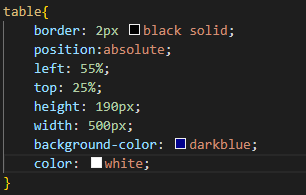 table{
    border: 2px black solid;
    position:absolute;
    left: 55%;
    top: 25%;
    height: 190px;
    width: 500px;
    background-color: darkblue;
    color: white;
}